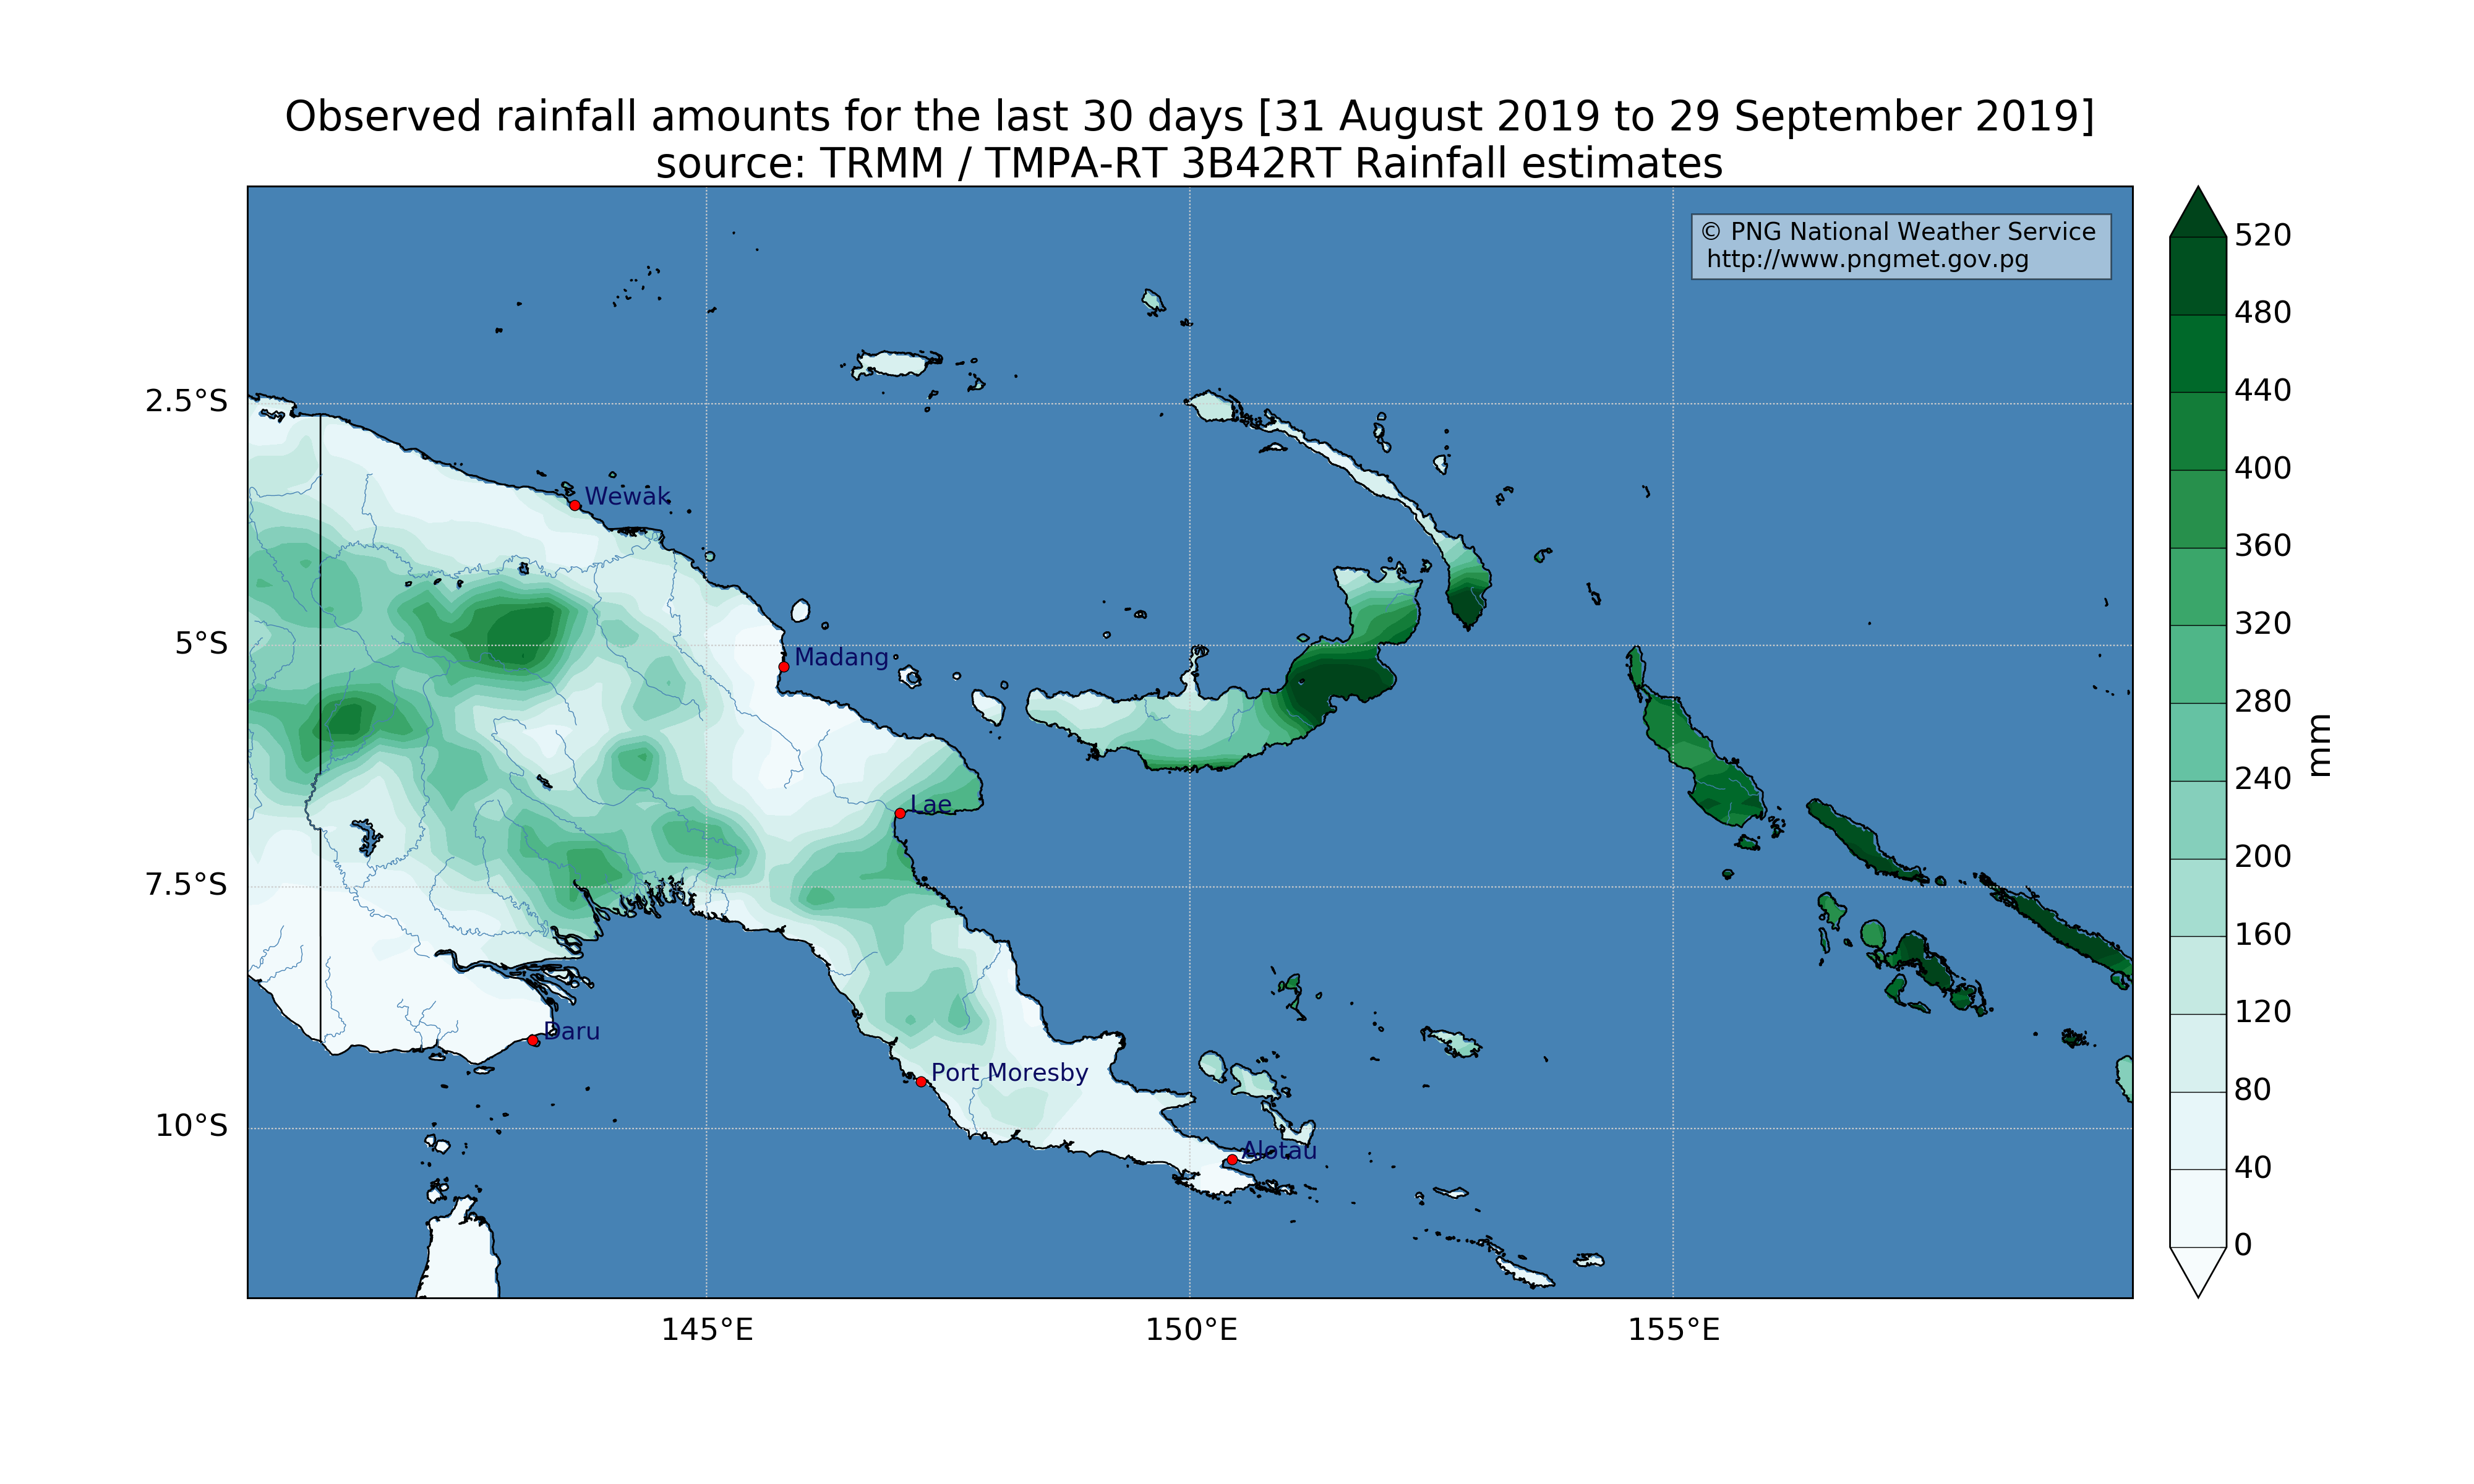 Observed rainfall amounts for the last 30 days [31 August 2019 to 29 September 2019]
source: TRMM / TMPA-RT 3B42RT Rainfall estimates
© PNG National Weather Service
http://www.pngmet.gov.pg
520
480
440
400
360
320
280
240
200
160
120
80
40
0
mm
2.5°S
5°S
7.5°S
10°S
Wewak
Madang
Lae
Daru
Port Moresby
Alotau
145°E
150°E
155°E